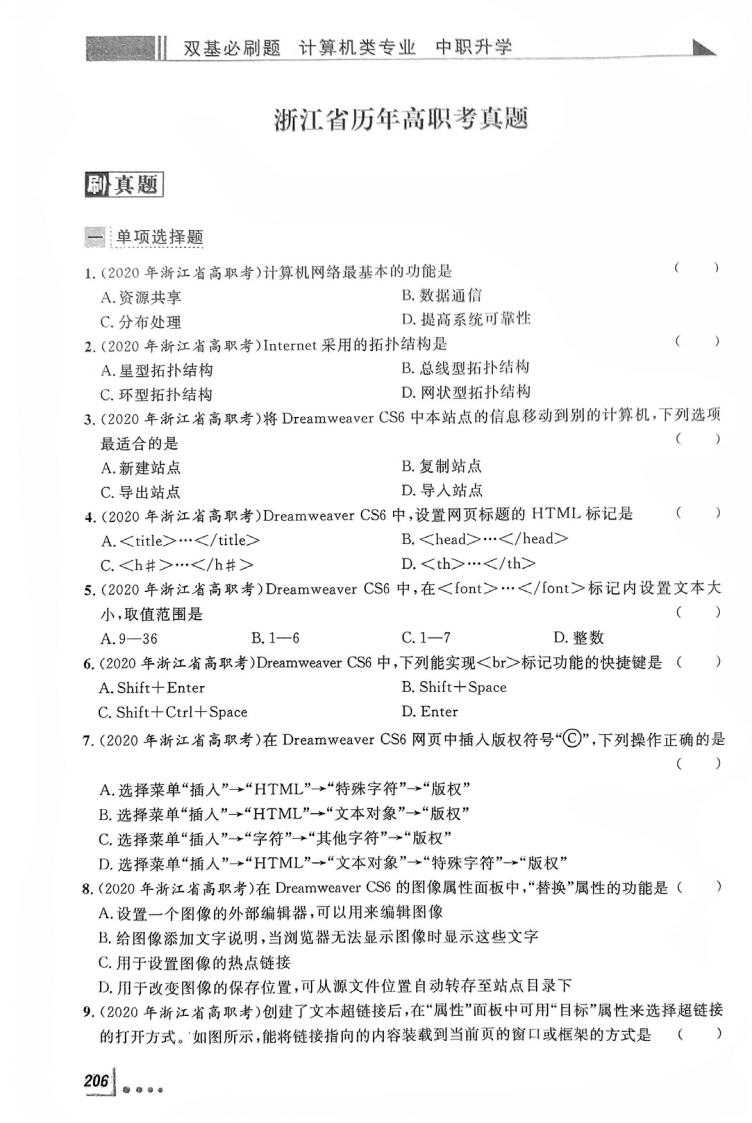 双基必刷题 计算机类专业 中职升学
浙江省历年高职考真题
刷真题
一 单项选择题
1.(2020年浙江省高职考)计算机网络最基本的功能是 ( )
A.资源共享 B.数据通信
C.分布处理 D.提高系统可靠性
2.(2020年浙江省高职考)Internet采用的拓扑结构是 ( )
A.星型拓扑结构 B.总线型拓扑结构
C.环型拓扑结构 D.网状型拓扑结构
3.(2020年浙江省高职考)将Dreamweaver CS6中本站点的信息移动到别的计算机,下列选项
最适合的是 ( )
A.新建站点 B.复制站点
C.导出站点 D.导入站点
4.(2020年浙江省高职考)Dreamweaver CS6中,设置网页标题的HTML标记是 ( )
A.<title>…</title> B.<head>…</head>
C.<h#>…</h#> D.<th>…</th>
5.(2020年浙江省高职考)Dreamweaver CS6中,在<font>…</font>标记内设置文本大
小,取值范围是 ( )
A.9—36 B.1—6 C.1—7 D.整数
6.(2020年浙江省高职考)Dreamweaver CS6中,下列能实现<br>标记功能的快捷键是 ( )
A.Shift+Enter B.Shift+Space
C.Shift+Ctrl+Space D.Enter
7.(2020年浙江省高职考)在Dreamweaver CS6网页中插入版权符号“©”,下列操作正确的是
( )
A.选择菜单“插入”→“HTML”→“特殊字符”→“版权”
B.选择菜单“插入”→“HTML”→“文本对象”→“版权”
C.选择菜单“插入”→“字符”→“其他字符”→“版权”
D.选择菜单“插入”→“HTML”→“文本对象”→“特殊字符”→“版权”
8.(2020年浙江省高职考)在Dreamweaver CS6的图像属性面板中,“替换”属性的功能是 ( )
A.设置一个图像的外部编辑器,可以用来编辑图像
B.给图像添加文字说明,当浏览器无法显示图像时显示这些文字
C.用于设置图像的热点链接
D.用于改变图像的保存位置,可从源文件位置自动转存至站点目录下
9.(2020年浙江省高职考)创建了文本超链接后,在“属性”面板中可用“目标”属性来选择超链接
的打开方式。如图所示,能将链接指向的内容装载到当前页的窗口或框架的方式是 ( )
206